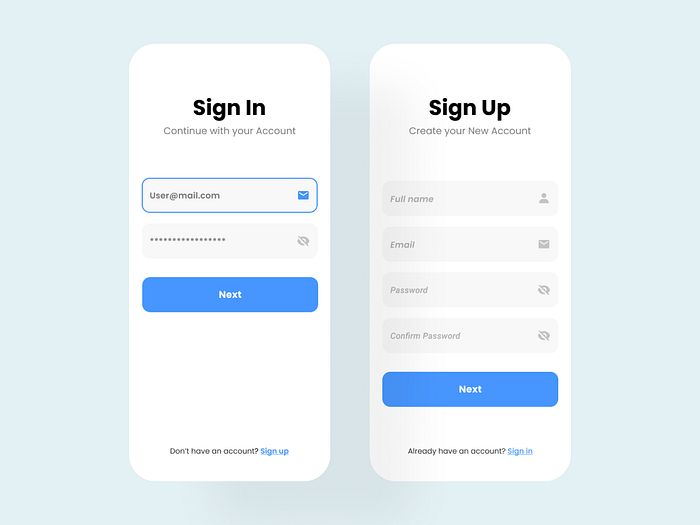 Sign In
Continue with your Account
User@mail.com
•••••••••••••••••
Next
Don't have an account? Sign up
Sign Up
Create your New Account
Full name
Email
Password
Confirm Password
Next
Already have an account? Sign in